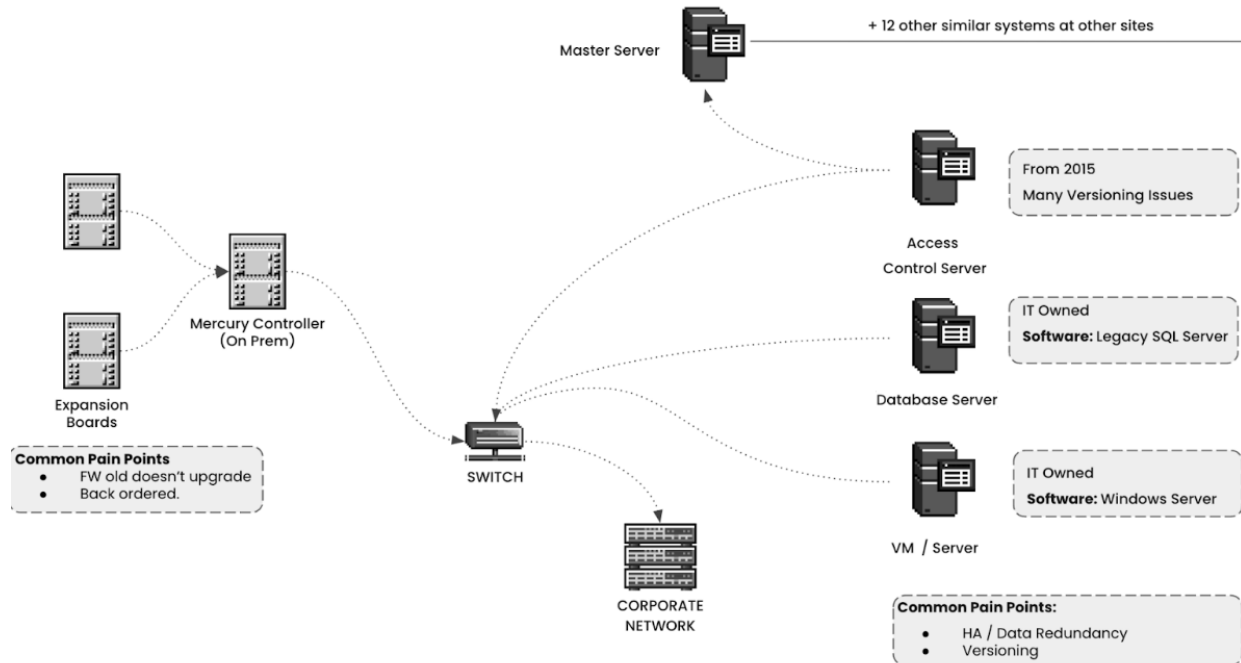 + 12 other similar systems at other sites
Master Server
From 2015
Many Versioning Issues
Access
Control Server
Mercury Controller
(On Prem)
IT Owned
Software: Legacy SQL Server
Database Server
Expansion
Boards
Common Pain Points
● FW old doesn’t upgrade
● Back ordered.
SWITCH
IT Owned
Software: Windows Server
VM / Server
CORPORATE
NETWORK
Common Pain Points:
● HA / Data Redundancy
● Versioning